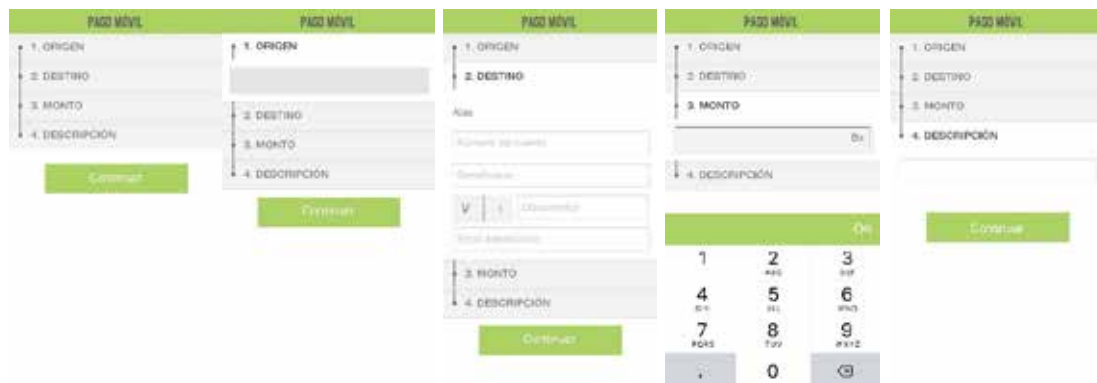 PAGO MÓVIL
1. ORIGEN
2. DESTINO
3. MONTO
4. DESCRIPCIÓN
Continuar
PAGO MÓVIL
1. ORIGEN
2. DESTINO
3. MONTO
4. DESCRIPCIÓN
Continuar
PAGO MÓVIL
1. ORIGEN
2. DESTINO
Alias
Número de cuenta
Beneficiario
V
3. MONTO
4. DESCRIPCIÓN
Continuar
PAGO MÓVIL
1. ORIGEN
2. DESTINO
3. MONTO
Bs
4. DESCRIPCIÓN
OK
1 2 3
ABC DEF
4 5 6
GHI JKL MNO
7 8 9
PQRS TUV WXYZ
, 0
PAGO MÓVIL
1. ORIGEN
2. DESTINO
3. MONTO
4. DESCRIPCIÓN
Continuar